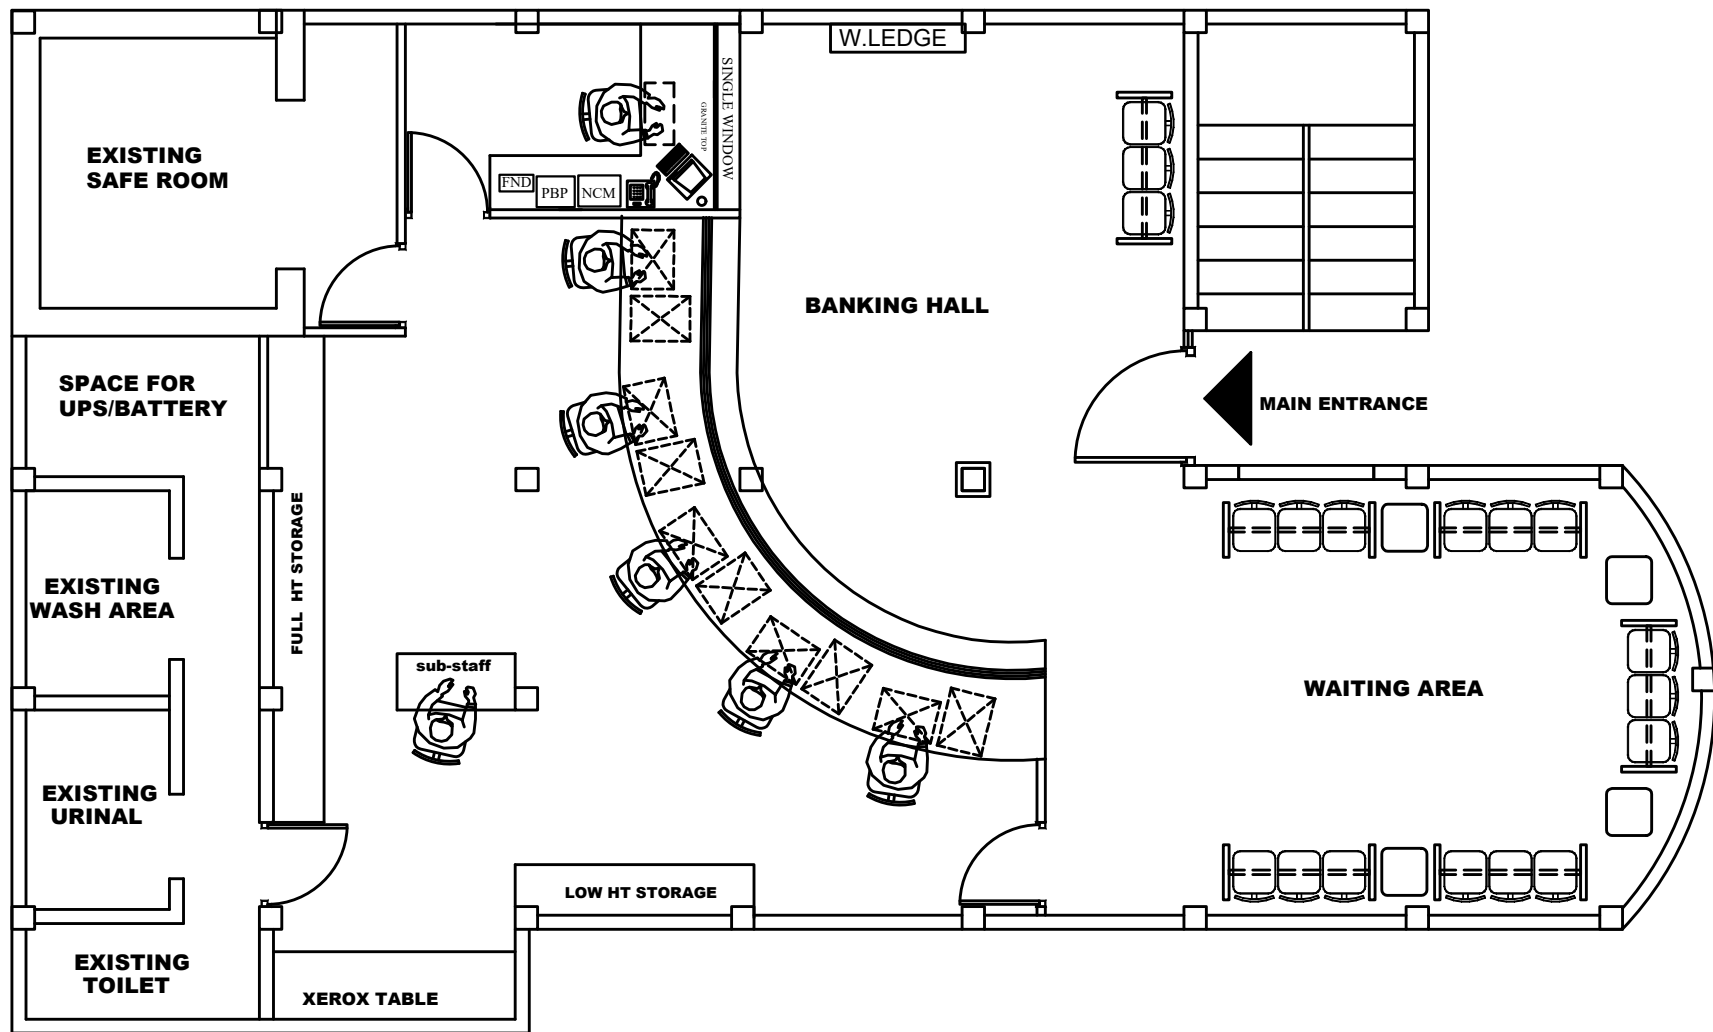 W.LEDGE
SINGLE WINDOW
GRANITE TOP
EXISTING
SAFE ROOM
FND
PBP
NCM
BANKING HALL
SPACE FOR
UPS/BATTERY
MAIN ENTRANCE
FULL HT STORAGE
EXISTING
WASH AREA
sub-staff
WAITING AREA
EXISTING
URINAL
LOW HT STORAGE
EXISTING
TOILET
XEROX TABLE